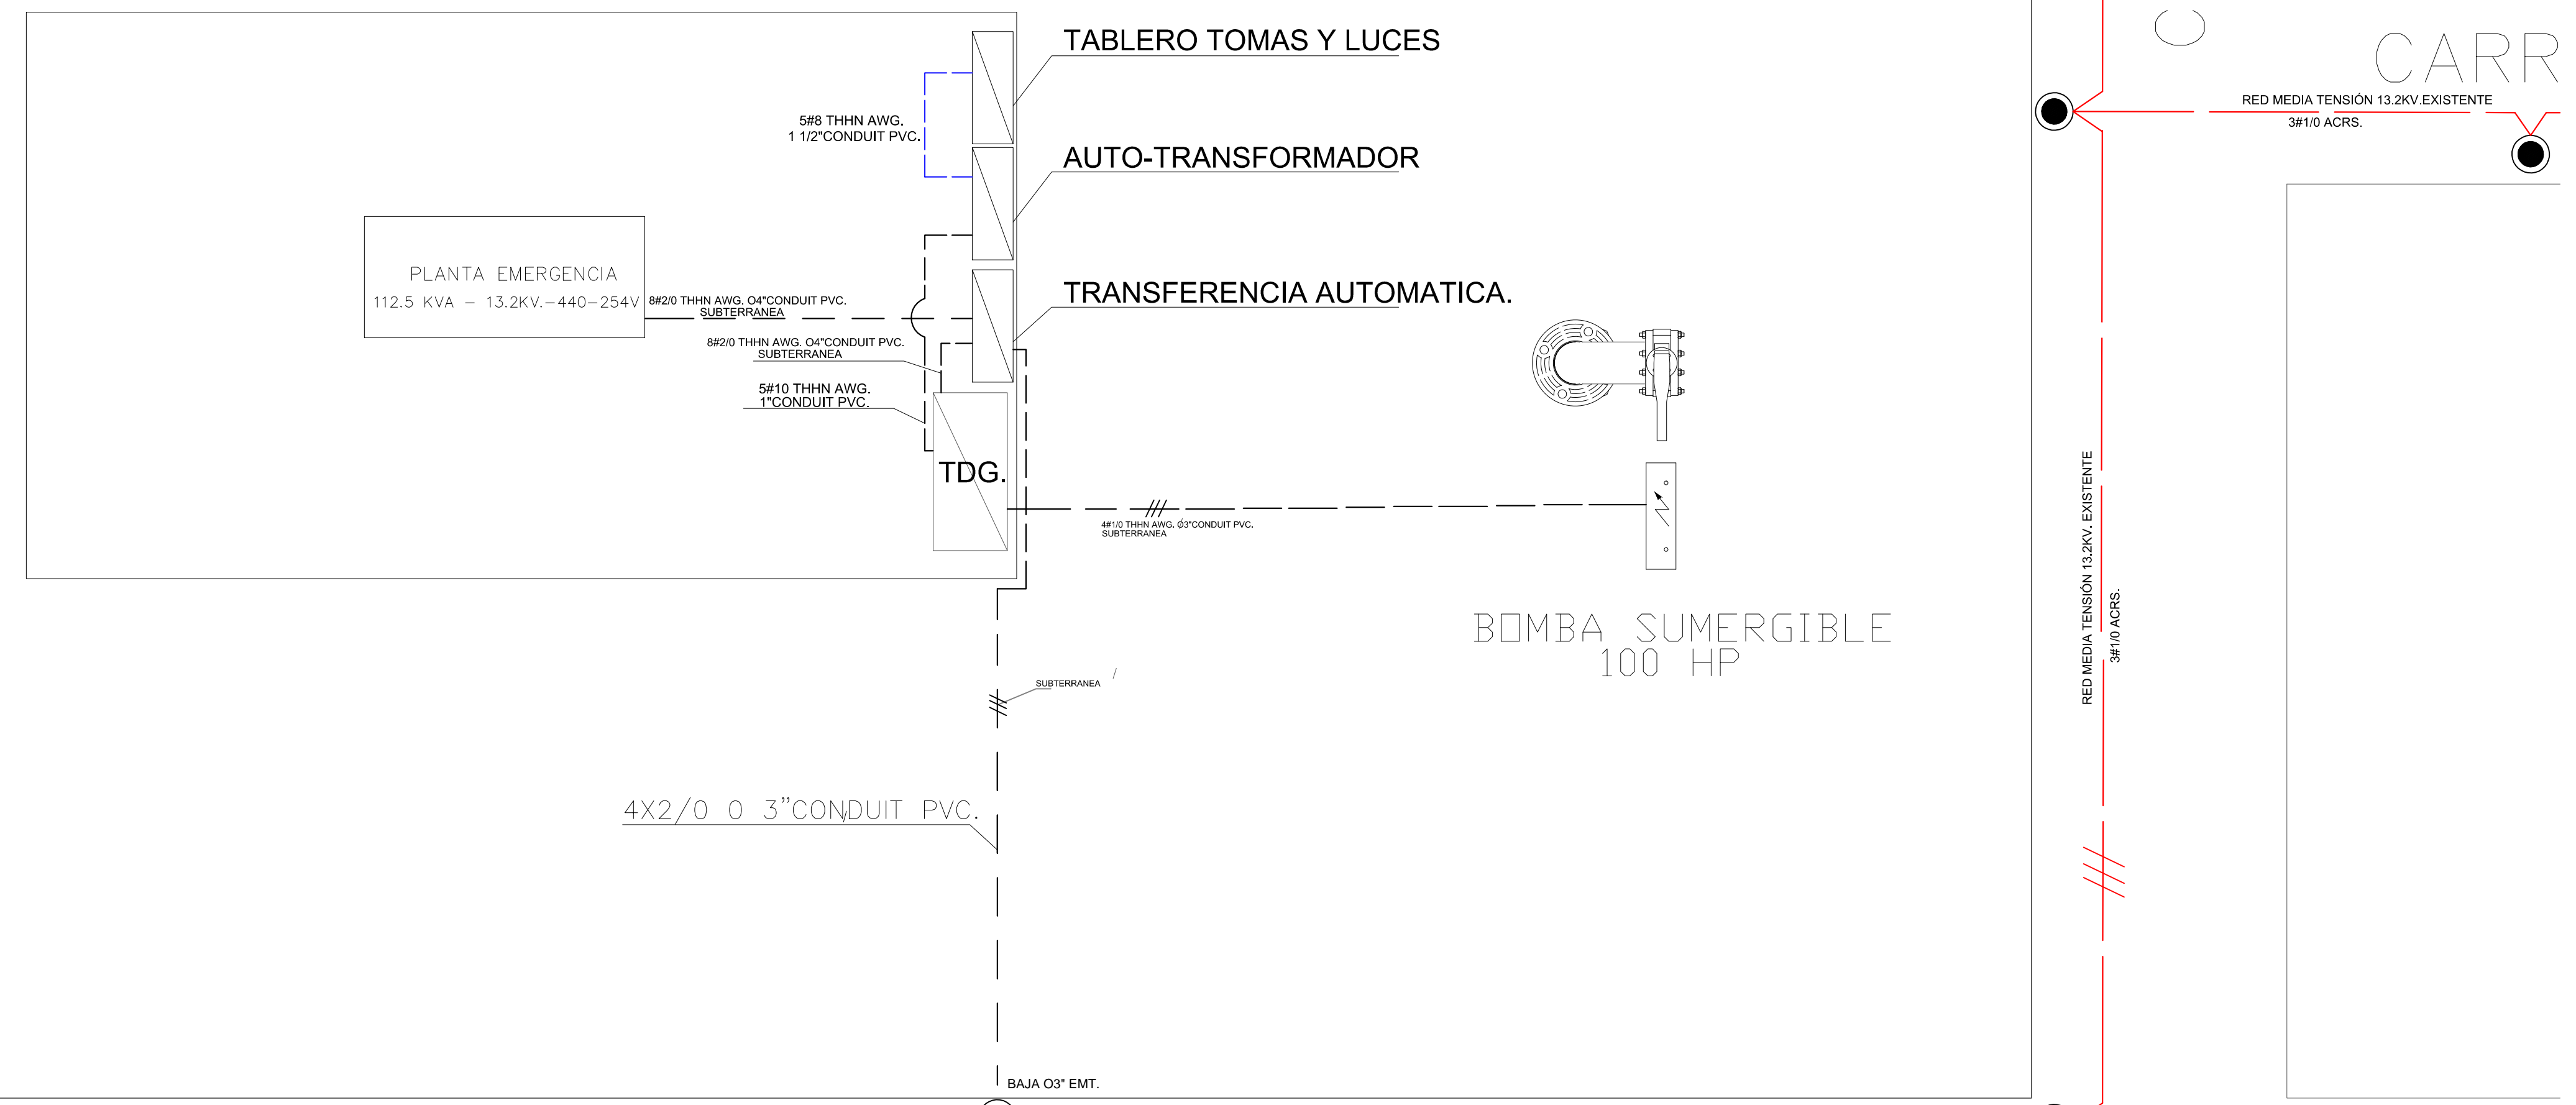 TABLERO TOMAS Y LUCES
5#8 THHN AWG.
1 1/2"CONDUIT PVC.
AUTO-TRANSFORMADOR
PLANTA EMERGENCIA
112.5 KVA - 13.2KV.-440-254V
8#2/0 THHN AWG. O4"CONDUIT PVC.
SUBTERRANEA
TRANSFERENCIA AUTOMATICA.
8#2/0 THHN AWG. O4"CONDUIT PVC.
SUBTERRANEA
5#10 THHN AWG.
1"CONDUIT PVC.
TDG.
4#1/0 THHN AWG. Ø3"CONDUIT PVC.
SUBTERRANEA
BOMBA SUMERGIBLE
100 HP
SUBTERRANEA
4X2/0 O 3"CONDUIT PVC.
BAJA O3" EMT.
RED MEDIA TENSIÓN 13.2KV. EXISTENTE
3#1/0 ACRS.
CARR
RED MEDIA TENSIÓN 13.2KV.EXISTENTE
3#1/0 ACRS.